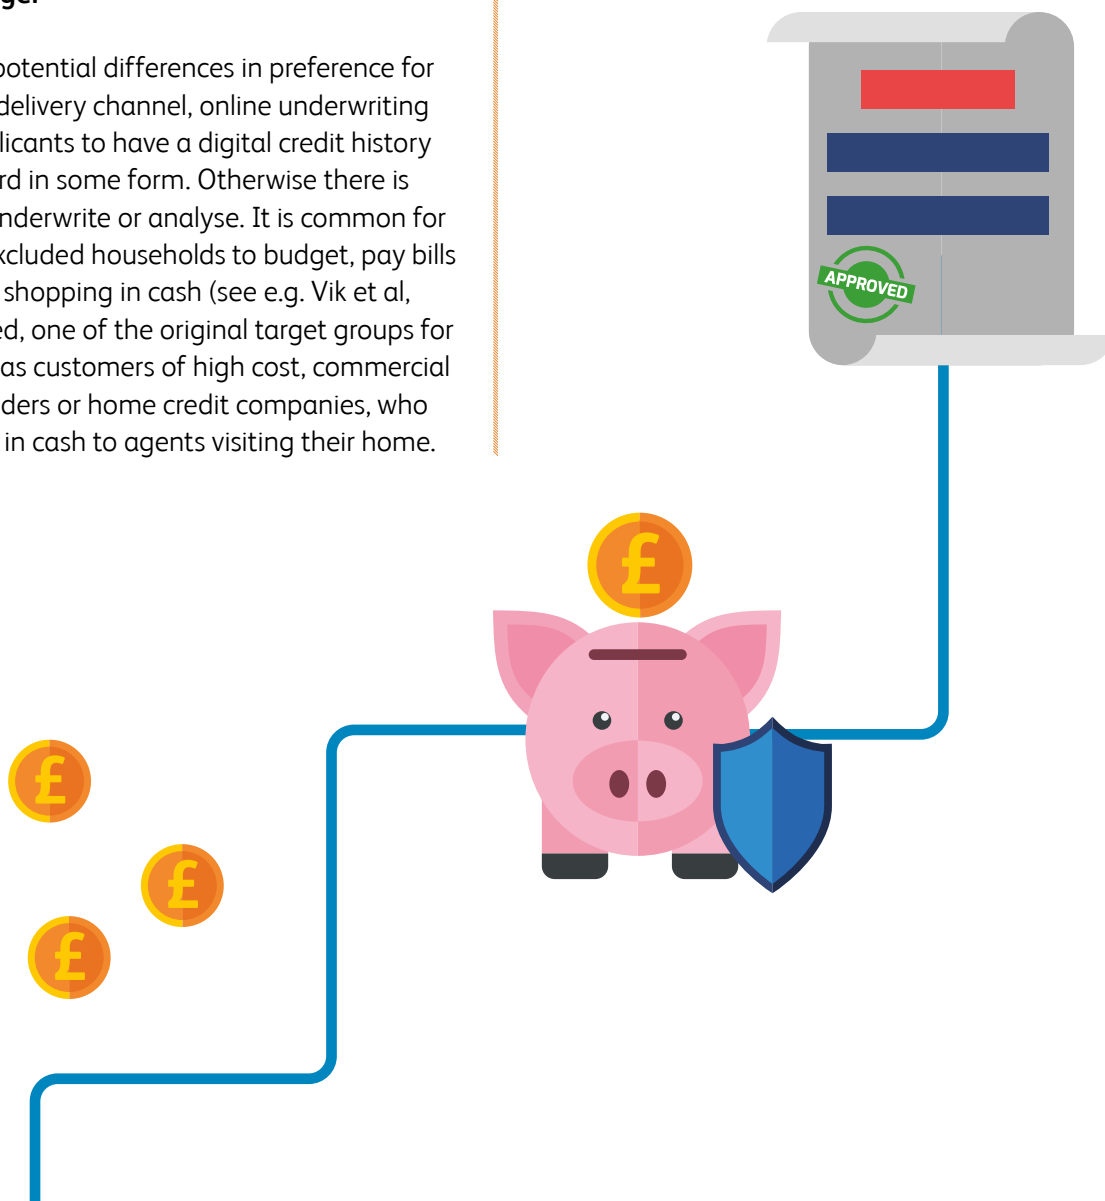 potential differences in preference for
delivery channel, online underwriting
licants to have a digital credit history
rd in some form. Otherwise there is
nderwrite or analyse. It is common for
xcluded households to budget, pay bills
shopping in cash (see e.g. Vik et al,
ed, one of the original target groups for
as customers of high cost, commercial
ders or home credit companies, who
in cash to agents visiting their home.
APPROVED
£
£
£
£